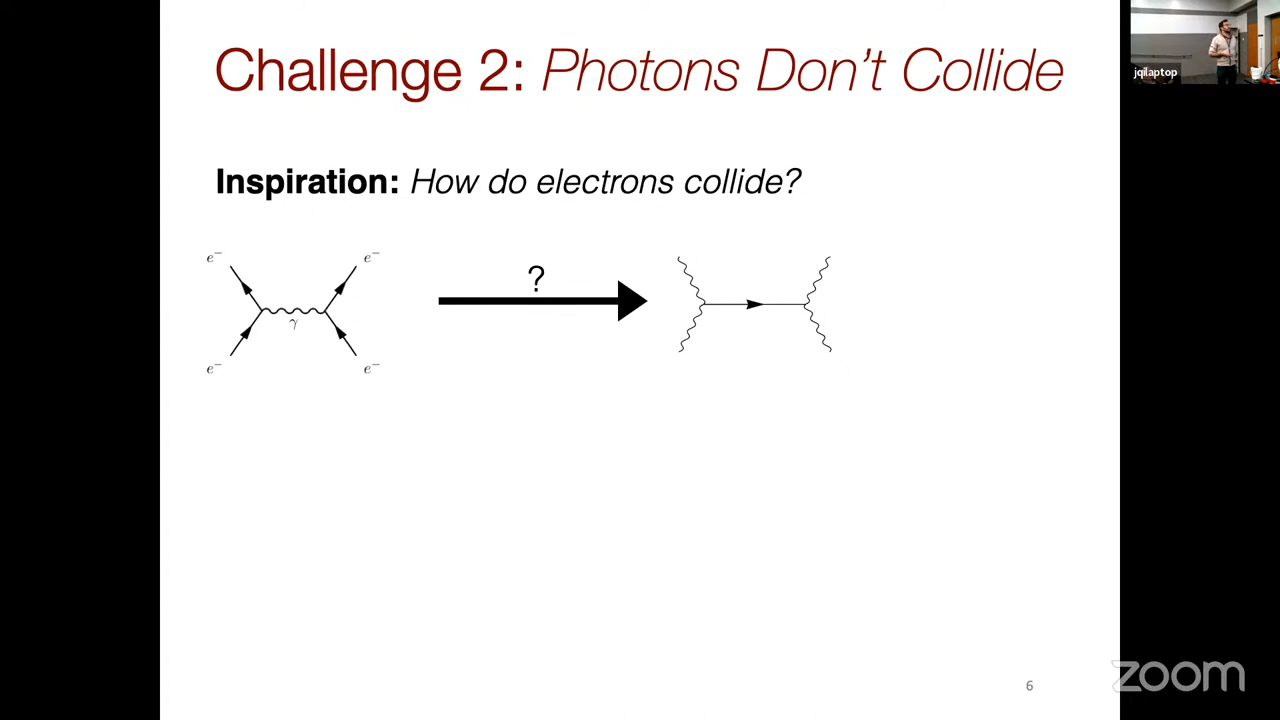 Challenge 2: Photons Don't Collide
jqilaptop
Inspiration: How do electrons collide?
e⁻ e⁻
?
γ
e⁻ e⁻
6
zoom